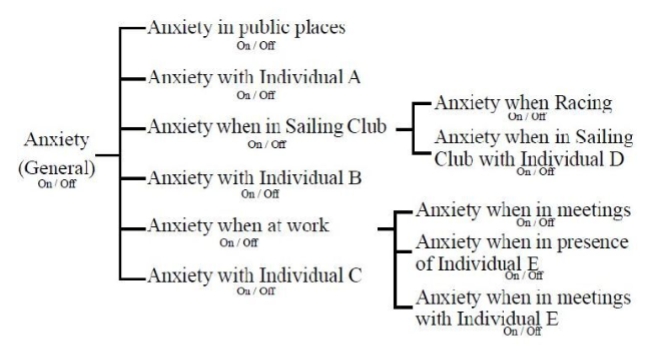 Anxiety in public places
On / Off
Anxiety with Individual A
On / Off
Anxiety when in Sailing Club
On / Off
Anxiety when Racing
On / Off
Anxiety when in Sailing
Club with Individual D
On / Off
Anxiety
(General)
On / Off
Anxiety with Individual B
On / Off
Anxiety when at work
On / Off
Anxiety when in meetings
On / Off
Anxiety when in presence
of Individual E
On / Off
Anxiety when in meetings
with Individual E
On / Off
Anxiety with Individual C
On / Off